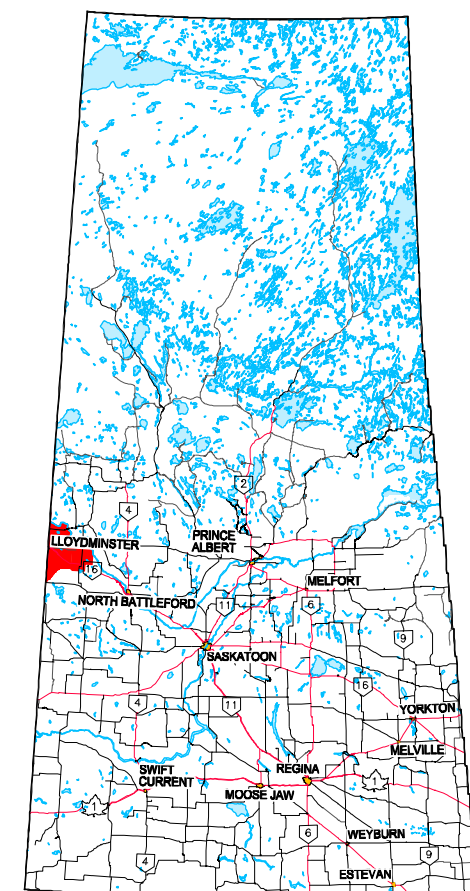 2
4
PRINCE
ALBERT
LLOYDMINSTER
16
MELFORT
NORTH BATTLEFORD
11
6
9
SASKATOON
16
4
11
YORKTON
MELVILLE
SWIFT
CURRENT
REGINA
1
MOOSE JAW
1
6
WEYBURN
4
9
ESTEVAN